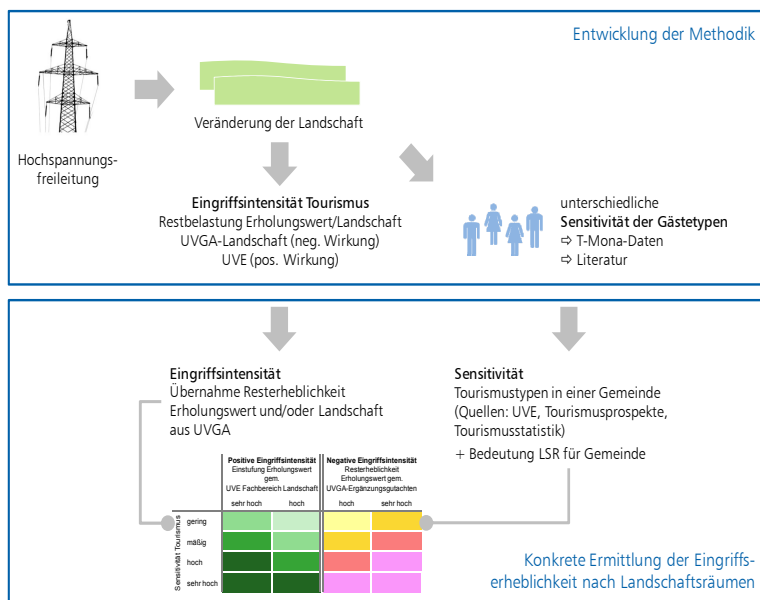 Entwicklung der Methodik
Hochspannungs-
freileitung
Veränderung der Landschaft
Eingriffsintensität Tourismus
Restbelastung Erholungswert/Landschaft
UVGA-Landschaft (neg. Wirkung)
UVE (pos. Wirkung)
unterschiedliche
Sensitivität der Gästetypen
⇨ T-Mona-Daten
⇨ Literatur
Eingriffsintensität
Übernahme Resterheblichkeit
Erholungswert und/oder Landschaft
aus UVGA
Sensitivität
Tourismustypen in einer Gemeinde
(Quellen: UVE, Tourismusprospekte,
Tourismusstatistik)
+ Bedeutung LSR für Gemeinde
Positive Eingriffsintensität
Einstufung Erholungswert
gem.
UVE Fachbereich Landschaft
sehr hoch hoch
Negative Eingriffsintensität
Resterheblichkeit
Erholungswert gem.
UVGA-Ergänzungsgutachten
hoch sehr hoch
Sensitivität Tourismus
gering
mäßig
hoch
sehr hoch
Konkrete Ermittlung der Eingriffs-
erheblichkeit nach Landschaftsräumen